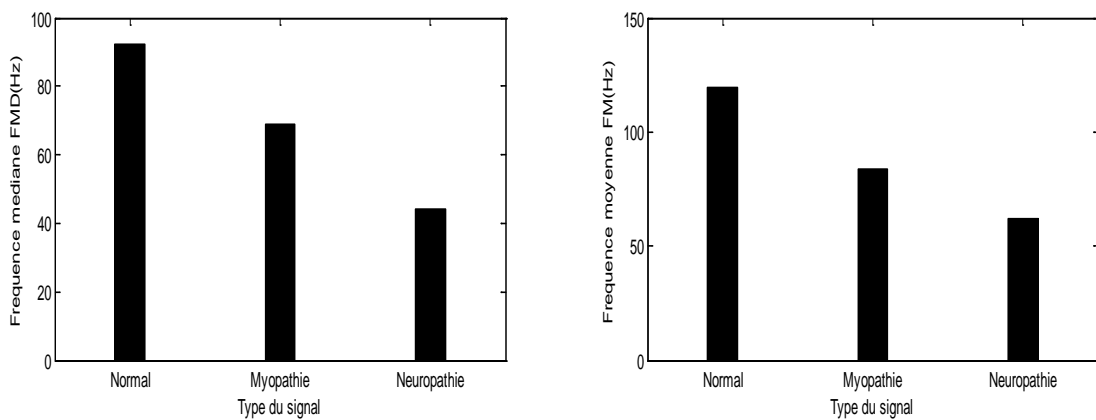 Frequence mediane FMD(Hz)
100
80
60
40
20
0
Normal Myopathie Neuropathie
Type du signal
Frequence moyenne FM(Hz)
150
100
50
0
Normal Myopathie Neuropathie
Type du signal